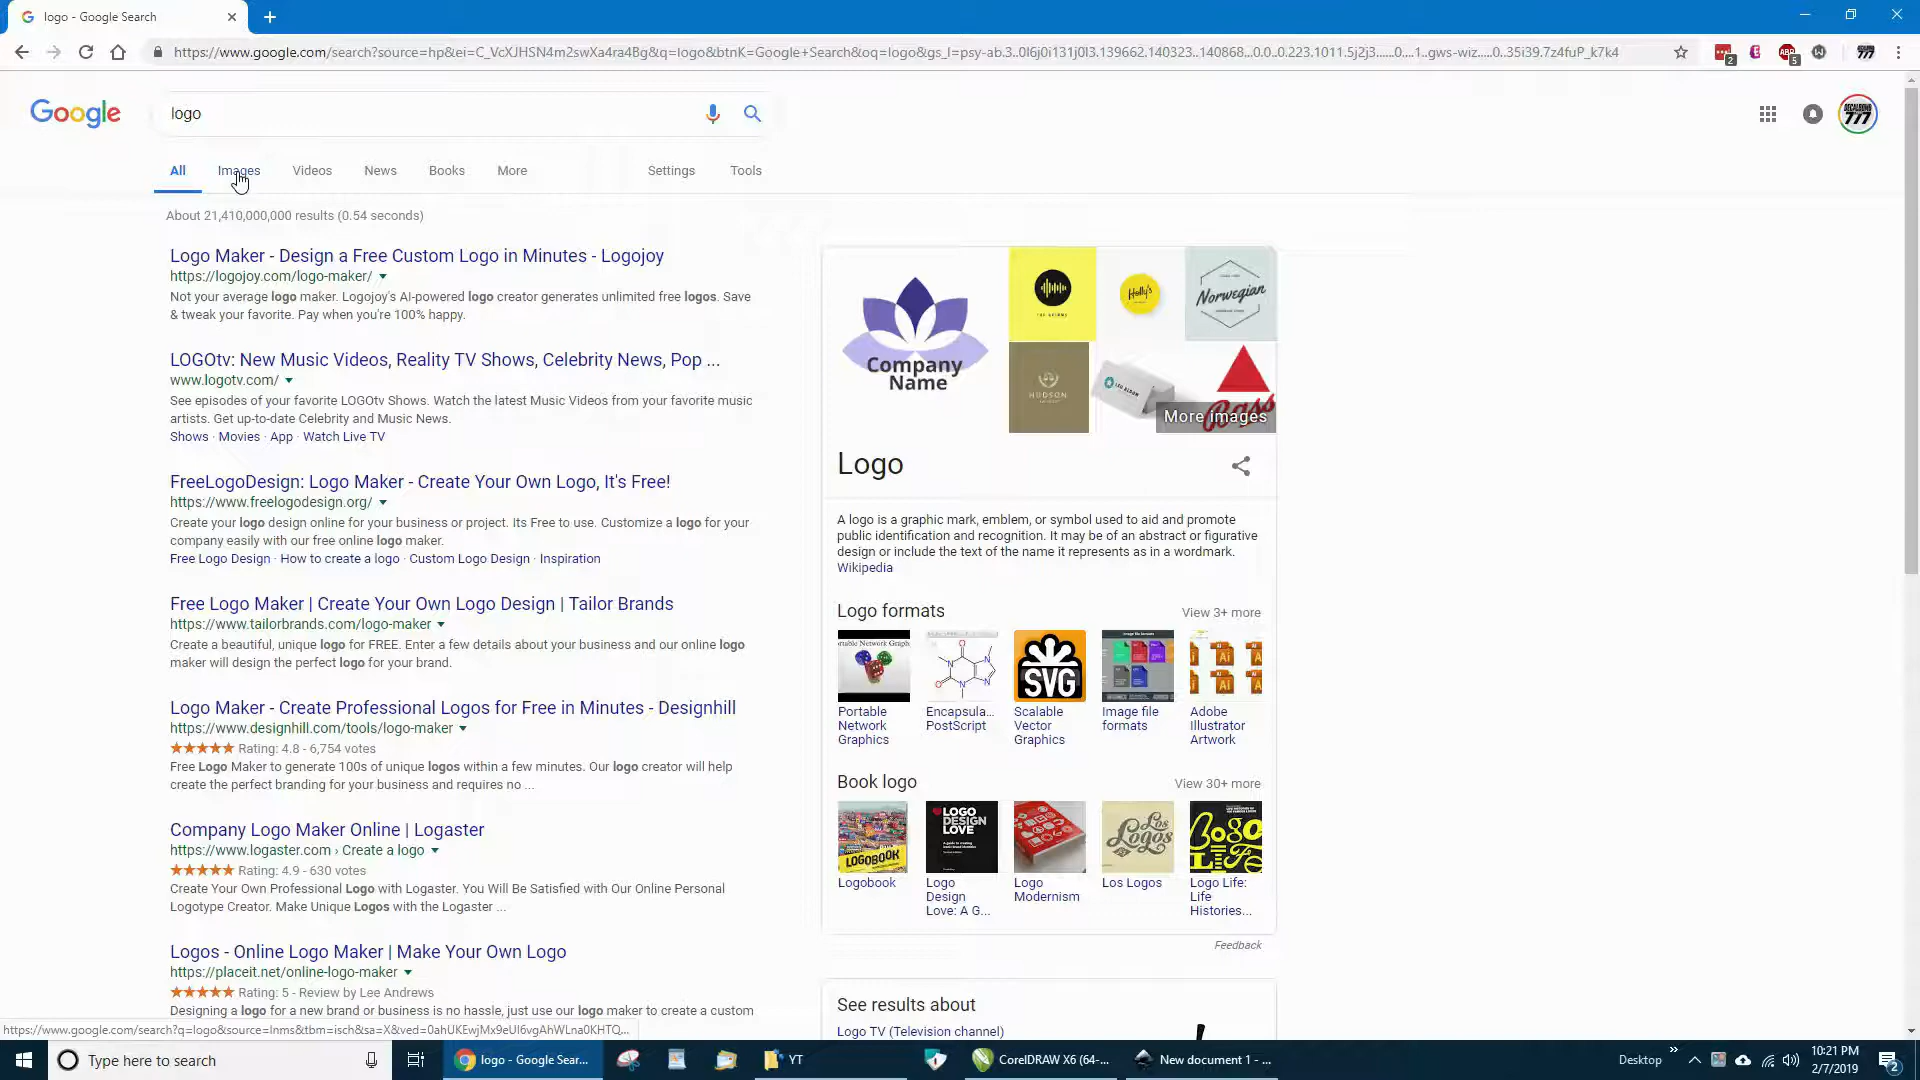 logo - Google Search
https://www.google.com/search?source=hp&ei=C_VcXJHSN4m2swXa4ra4Bg&q=logo&btnK=Google+Search&oq=logo&gs_l=psy-ab.3..0l6j0i131j0l3.139662.140323..140868...0.0..0.223.1011.5j2j3......0....1..gws-wiz.....0..35i39.7z4fuP_k7k4
2
5
777
Google
logo
777
All
Images
Videos
News
Books
More
Settings
Tools
About 21,410,000,000 results (0.54 seconds)
Logo Maker - Design a Free Custom Logo in Minutes - Logojoy
https://logojoy.com/logo-maker/
Not your average logo maker. Logojoy's AI-powered logo creator generates unlimited free logos. Save
& tweak your favorite. Pay when you're 100% happy.
LOGOtv: New Music Videos, Reality TV Shows, Celebrity News, Pop ...
www.logotv.com/
See episodes of your favorite LOGOtv Shows. Watch the latest Music Videos from your favorite music
artists. Get up-to-date Celebrity and Music News.
Shows · Movies · App · Watch Live TV
FreeLogoDesign: Logo Maker - Create Your Own Logo, It's Free!
https://www.freelogodesign.org/
Create your logo design online for your business or project. Its Free to use. Customize a logo for your
company easily with our free online logo maker.
Free Logo Design · How to create a logo · Custom Logo Design · Inspiration
Free Logo Maker | Create Your Own Logo Design | Tailor Brands
https://www.tailorbrands.com/logo-maker
Create a beautiful, unique logo for FREE. Enter a few details about your business and our online logo
maker will design the perfect logo for your brand.
Logo Maker - Create Professional Logos for Free in Minutes - Designhill
https://www.designhill.com/tools/logo-maker
Rating: 4.8 - 6,754 votes
Free Logo Maker to generate 100s of unique logos within a few minutes. Our logo creator will help
create the perfect branding for your business and requires no ...
Company Logo Maker Online | Logaster
https://www.logaster.com › Create a logo
Rating: 4.9 - 630 votes
Create Your Own Professional Logo with Logaster. You Will Be Satisfied with Our Online Personal
Logotype Creator. Make Unique Logos with the Logaster ...
Logos - Online Logo Maker | Make Your Own Logo
https://placeit.net/online-logo-maker
Rating: 5 - Review by Lee Andrews
Designing a logo for a new brand or business is no hassle, just use our logo maker to create a custom
https://www.google.com/search?q=logo&source=lnms&tbm=isch&sa=X&ved=0ahUKEwjMx9eUl6vgAhWLna0KHTQ...
Company
Name
Holly's
Norwegian
HUDSON
Bass
More images
Logo
A logo is a graphic mark, emblem, or symbol used to aid and promote
public identification and recognition. It may be of an abstract or figurative
design or include the text of the name it represents as in a wordmark.
Wikipedia
Logo formats
View 3+ more
SVG
Ai
Ai
Portable
Network
Graphics
Encapsula...
PostScript
Scalable
Vector
Graphics
Image file
formats
Adobe
Illustrator
Artwork
Book logo
View 30+ more
LOGOBOOK
LOGO
DESIGN
LOVE
Los
Logos
Logo
Life
Logobook
Logo
Design
Love: A G...
Logo
Modernism
Los Logos
Logo Life:
Life
Histories...
Feedback
See results about
Logo TV (Television channel)
Type here to search
logo - Google Sear...
YT
CorelDRAW X6 (64-...
New document 1 - ...
Desktop
10:21 PM
2/7/2019
2